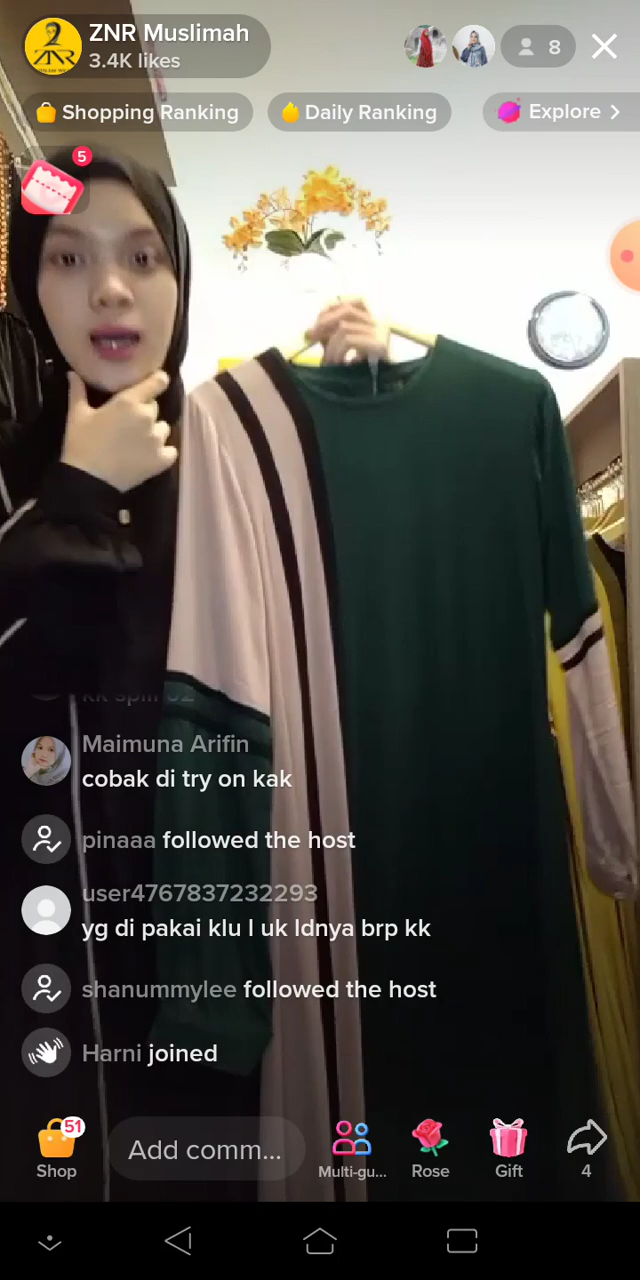 ZNR Muslimah
3.4K likes
8
Shopping Ranking
Daily Ranking
Explore
5
ZNR
Maimuna Arifin
cobak di try on kak
pinaaa followed the host
user4767837232293
yg di pakai klu l uk ldnya brp kk
shanummylee followed the host
Harni joined
51
Shop
Add comm...
Multi-gu...
Rose
Gift
4